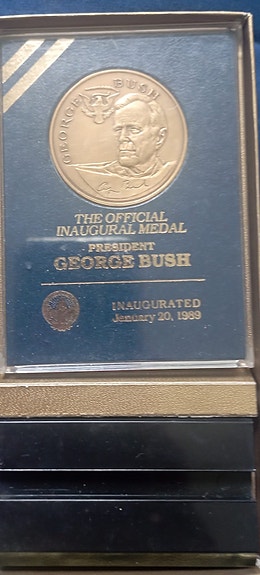 GEORGE BUSH
THE OFFICIAL
INAUGURAL MEDAL
PRESIDENT
GEORGE BUSH
INAUGURATED
January 20, 1989